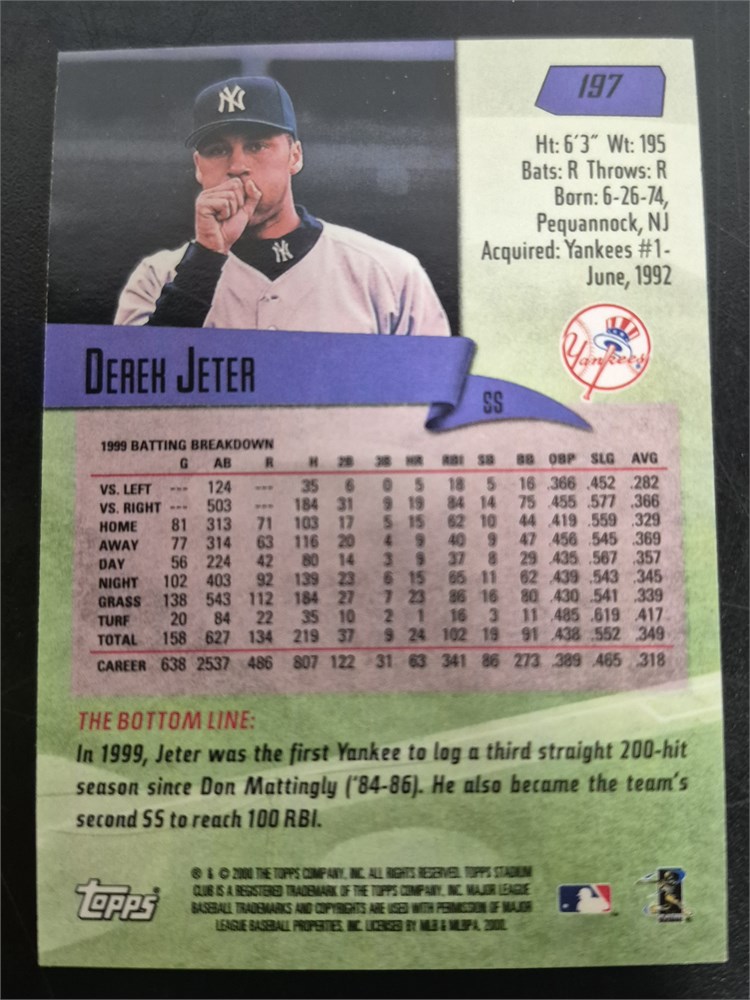 197
Ht: 6'3" Wt: 195
Bats: R Throws: R
Born: 6-26-74,
Pequannock, NJ
Acquired: Yankees #1-
June, 1992
NY
NY
Yankees
DEREK JETER
SS
1999 BATTING BREAKDOWN
G AB R H 2B 3B HR RBI SB BB OBP SLG AVG
VS. LEFT --- 124 --- 35 6 0 5 18 5 16 .366 .452 .282
VS. RIGHT --- 503 --- 184 31 9 19 84 14 75 .455 .577 .366
HOME 81 313 71 103 17 5 15 62 10 44 .419 .559 .329
AWAY 77 314 63 116 20 4 9 40 9 47 .456 .545 .369
DAY 56 224 42 80 14 3 9 37 8 29 .435 .567 .357
NIGHT 102 403 92 139 23 6 15 65 11 62 .439 .543 .345
GRASS 138 543 112 184 27 7 23 86 16 80 .430 .541 .339
TURF 20 84 22 35 10 2 1 16 3 11 .485 .619 .417
TOTAL 158 627 134 219 37 9 24 102 19 91 .438 .552 .349
CAREER 638 2537 486 807 122 31 63 341 86 273 .389 .465 .318
THE BOTTOM LINE:
In 1999, Jeter was the first Yankee to log a third straight 200-hit
season since Don Mattingly ('84-86). He also became the team's
second SS to reach 100 RBI.
® & © 2000 THE TOPPS COMPANY, INC. ALL RIGHTS RESERVED. TOPPS STADIUM
CLUB IS A REGISTERED TRADEMARK OF THE TOPPS COMPANY, INC. MAJOR LEAGUE
BASEBALL TRADEMARKS AND COPYRIGHTS ARE USED WITH PERMISSION OF MAJOR
LEAGUE BASEBALL PROPERTIES, INC. LICENSED BY MLB & MLBPA, 2000.
TOPPS®